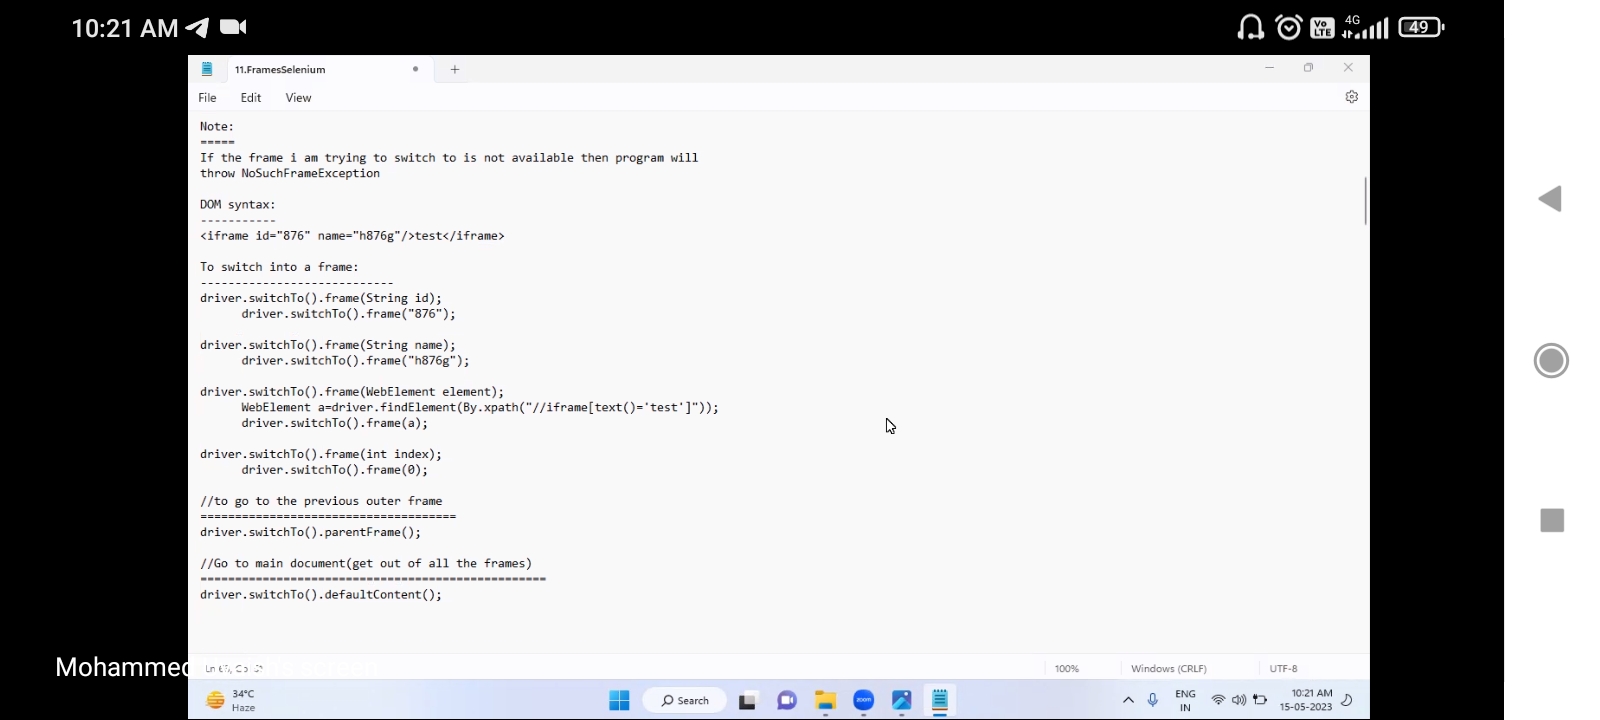 10:21 AM
Vo LTE
4G
49
11.FramesSelenium
File Edit View
Note:
=====
If the frame i am trying to switch to is not available then program will
throw NoSuchFrameException
DOM syntax:
-----------
<iframe id="876" name="h876g"/>test</iframe>
To switch into a frame:
----------------------------
driver.switchTo().frame(String id);
driver.switchTo().frame("876");
driver.switchTo().frame(String name);
driver.switchTo().frame("h876g");
driver.switchTo().frame(WebElement element);
WebElement a=driver.findElement(By.xpath("//iframe[text()='test']"));
driver.switchTo().frame(a);
driver.switchTo().frame(int index);
driver.switchTo().frame(0);
//to go to the previous outer frame
=====================================
driver.switchTo().parentFrame();
//Go to main document(get out of all the frames)
==================================================
driver.switchTo().defaultContent();
Mohammed
100% Windows (CRLF) UTF-8
34°C
Haze
Search
zoom
ENG
IN
10:21 AM
15-05-2023